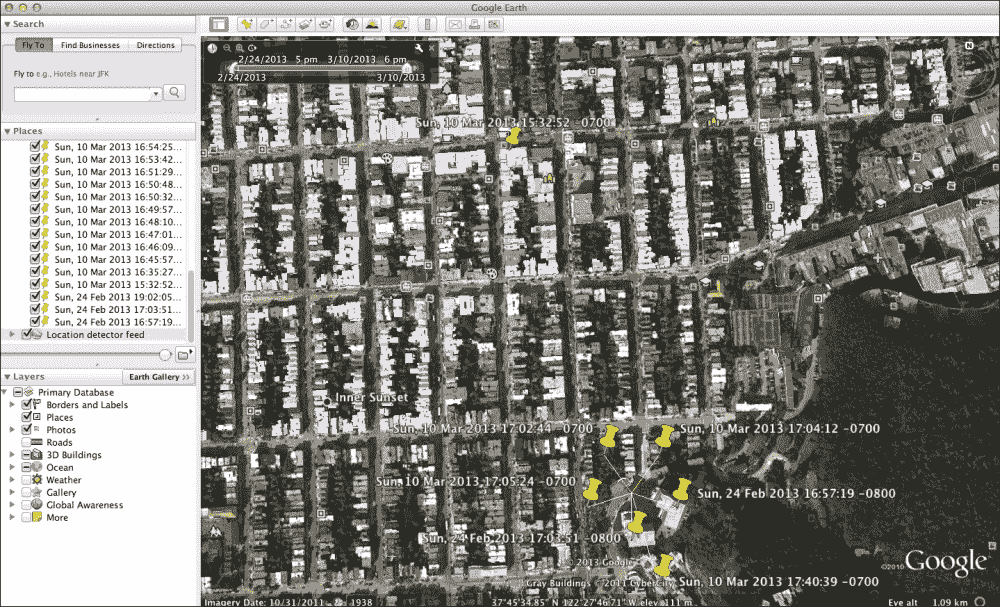 Google Earth
Search
Fly To
Find Businesses
Directions
Fly to e.g., Hotels near JFK
Places
Sun, 10 Mar 2013 16:54:25...
Sun, 10 Mar 2013 16:53:42...
Sun, 10 Mar 2013 16:51:29...
Sun, 10 Mar 2013 16:50:48...
Sun, 10 Mar 2013 16:50:32...
Sun, 10 Mar 2013 16:49:57...
Sun, 10 Mar 2013 16:48:10...
Sun, 10 Mar 2013 16:47:01...
Sun, 10 Mar 2013 16:46:09...
Sun, 10 Mar 2013 16:45:57...
Sun, 10 Mar 2013 16:35:27...
Sun, 10 Mar 2013 15:32:52...
Sun, 24 Feb 2013 19:02:05...
Sun, 24 Feb 2013 17:03:51...
Sun, 24 Feb 2013 16:57:19...
Location detector feed
Layers
Earth Gallery >>
Primary Database
Borders and Labels
Places
Photos
Roads
3D Buildings
Ocean
Weather
Gallery
Global Awareness
More
2/24/2013 5 pm 3/10/2013 6 pm
2/24/2013
3/10/2013
N
Sun, 10 Mar 2013 15:32:52 -0700
Inner Sunset
Sun, 10 Mar 2013 17:02:44 -0700
Sun, 10 Mar 2013 17:04:12 -0700
Sun, 10 Mar 2013 17:05:24 -0700
Sun, 24 Feb 2013 16:57:19 -0800
Sun, 24 Feb 2013 17:03:51 -0800
© 2013 Google
Gray Buildings © 2011 CyberCity
Sun, 10 Mar 2013 17:40:39 -0700
©2010 Google
Imagery Date: 10/31/2011
1938
37°45'34.85" N 122°27'46.71" W elev 111 m
Eye alt 1.09 km